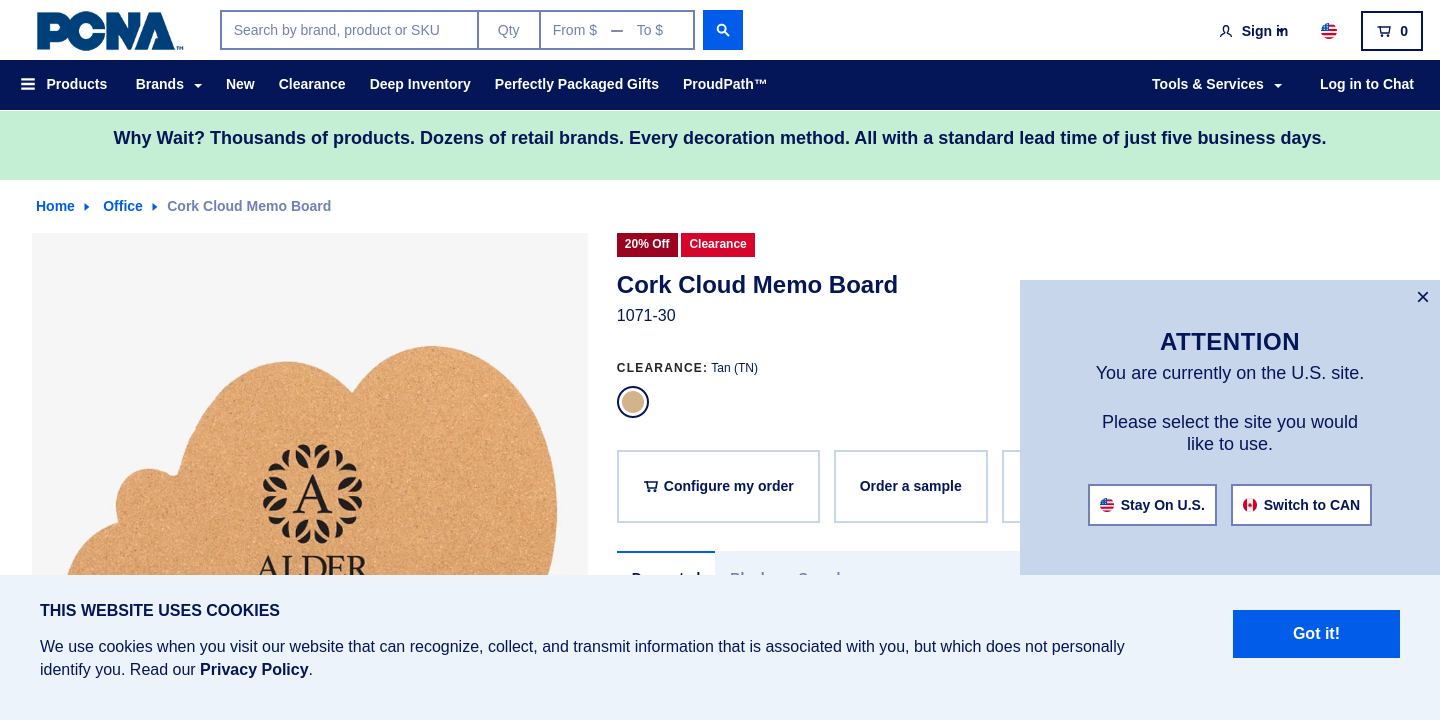 PCNA™
Search by brand, product or SKU
Qty
From $
—
To $
Sign in
0
Products
Brands
New
Clearance
Deep Inventory
Perfectly Packaged Gifts
ProudPath™
Tools & Services
Log in to Chat
Why Wait? Thousands of products. Dozens of retail brands. Every decoration method. All with a standard lead time of just five business days.
Home
Office
Cork Cloud Memo Board
20% Off
Clearance
Cork Cloud Memo Board
1071-30
CLEARANCE: Tan (TN)
Configure my order
Order a sample
A
ALDER
×
ATTENTION
You are currently on the U.S. site.
Please select the site you would
like to use.
Stay On U.S.
Switch to CAN
THIS WEBSITE USES COOKIES
We use cookies when you visit our website that can recognize, collect, and transmit information that is associated with you, but which does not personally
identify you. Read our Privacy Policy.
Got it!